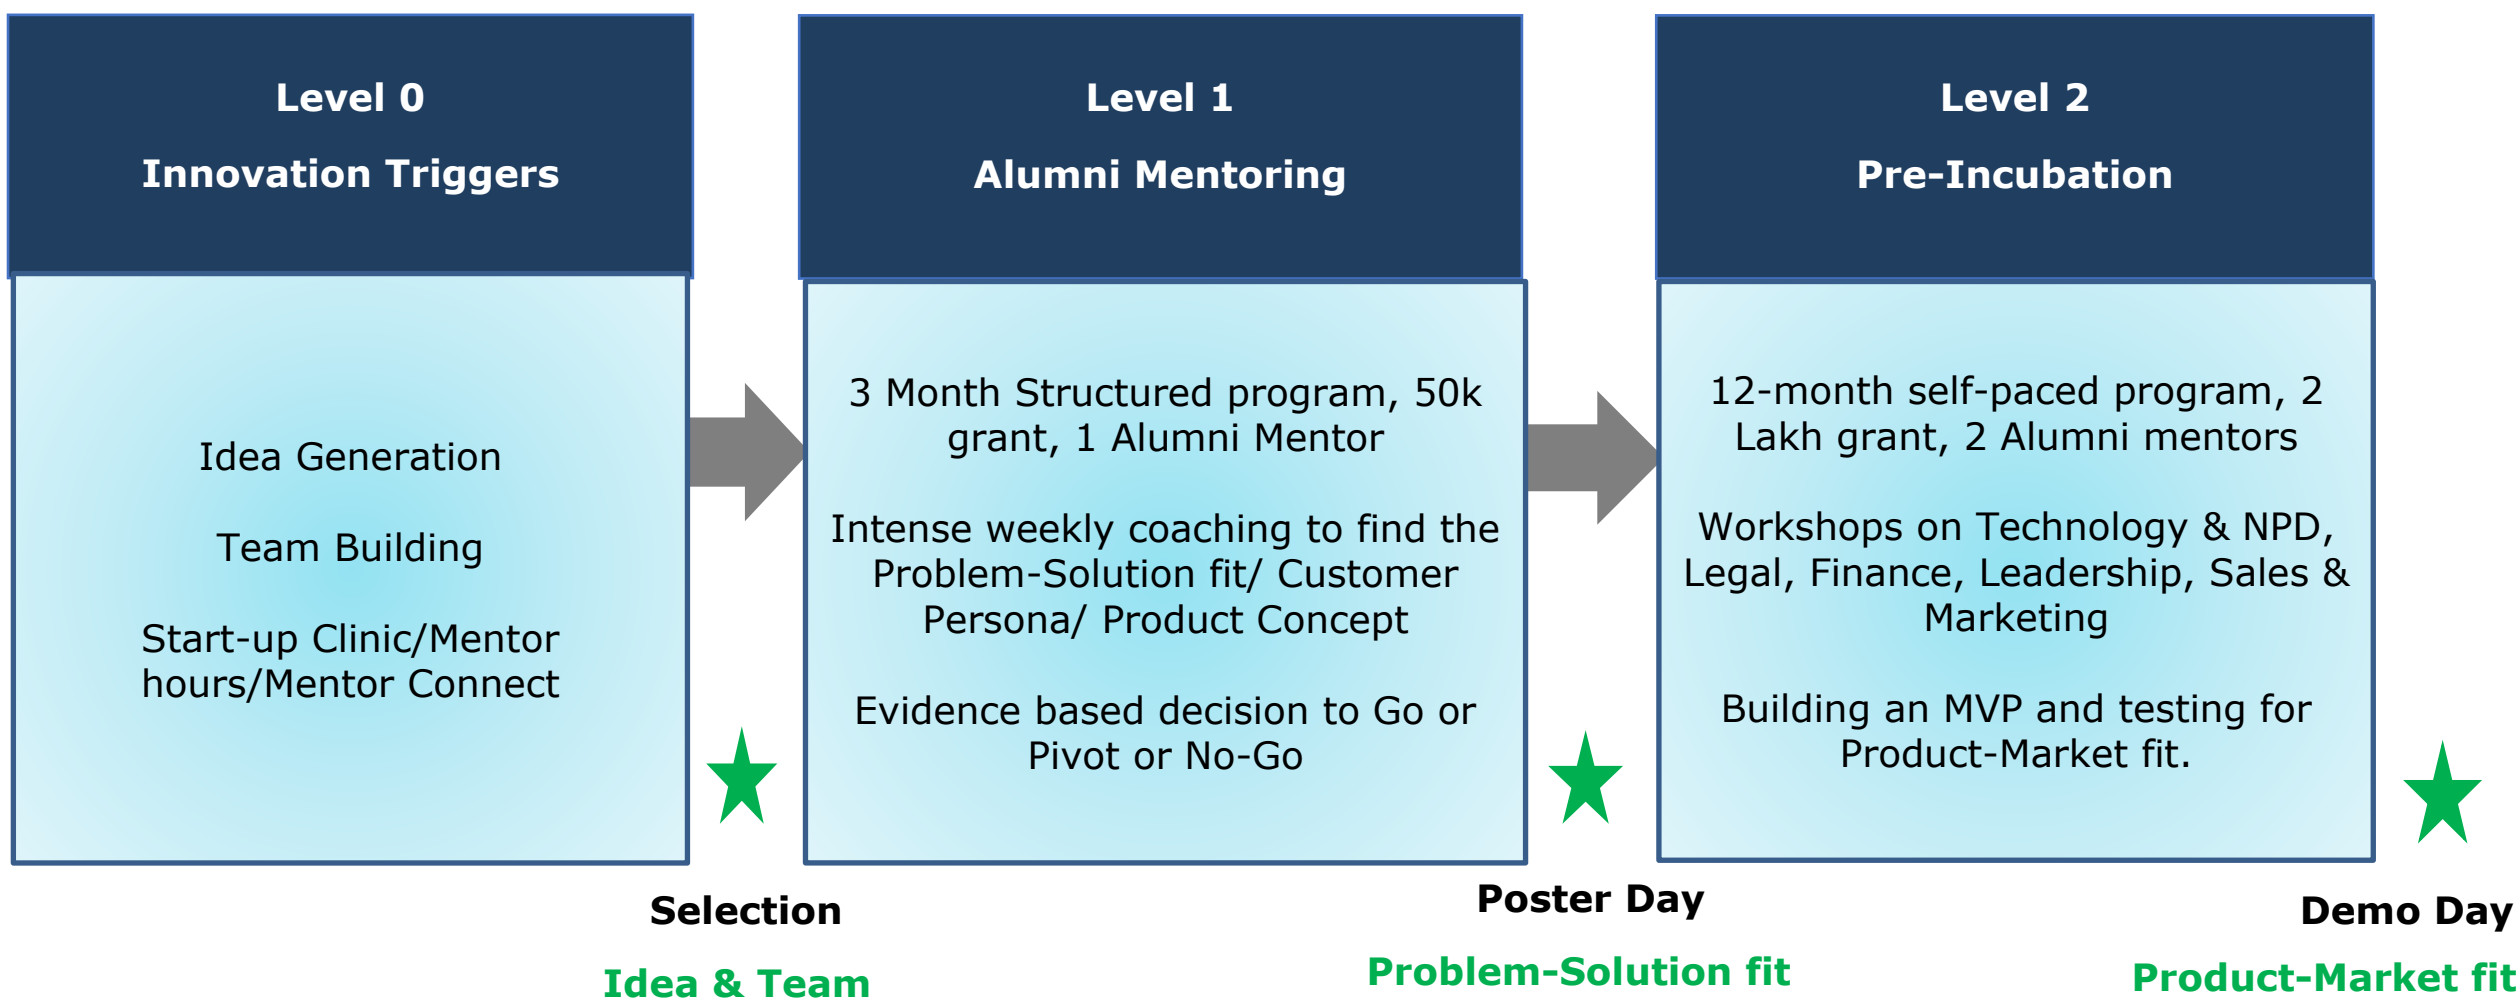 Level 0
Innovation Triggers
Idea Generation
Team Building
Start-up Clinic/Mentor
hours/Mentor Connect
Selection
Idea & Team
Level 1
Alumni Mentoring
3 Month Structured program, 50k
grant, 1 Alumni Mentor
Intense weekly coaching to find the
Problem-Solution fit/ Customer
Persona/ Product Concept
Evidence based decision to Go or
Pivot or No-Go
Poster Day
Problem-Solution fit
Level 2
Pre-Incubation
12-month self-paced program, 2
Lakh grant, 2 Alumni mentors
Workshops on Technology & NPD,
Legal, Finance, Leadership, Sales &
Marketing
Building an MVP and testing for
Product-Market fit.
Demo Day
Product-Market fit